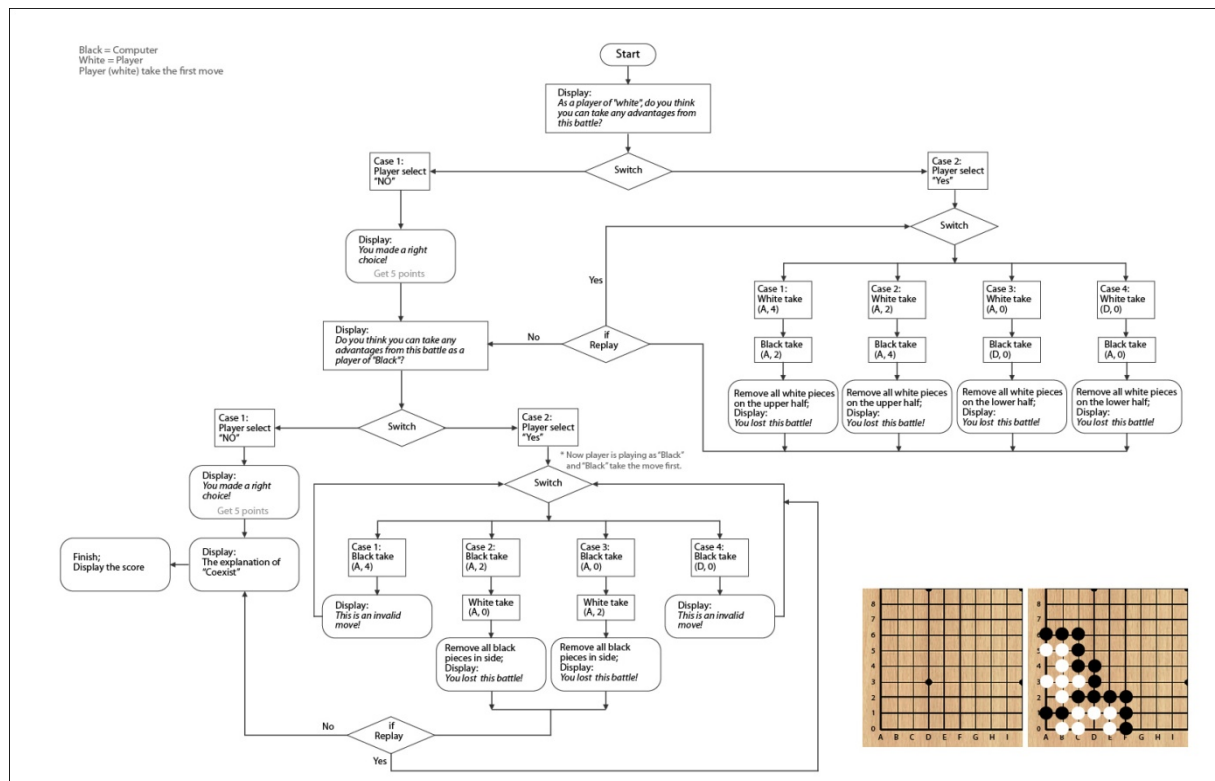 Black = Computer
White = Player
Player (white) take the first move
Start
Display:
As a player of "white", do you think
you can take any advantages from
this battle?
Switch
Case 1:
Player select
"NO"
Case 2:
Player select
"Yes"
Display:
You made a right
choice!
Get 5 points
Switch
Yes
Case 1:
White take
(A, 4)
Case 2:
White take
(A, 2)
Case 3:
White take
(A, 0)
Case 4:
White take
(D, 0)
Display:
Do you think you can take any
advantages from this battle as a
player of "Black"?
No
if
Replay
Black take
(A, 2)
Black take
(A, 4)
Black take
(D, 0)
Black take
(A, 0)
Remove all white pieces
on the upper half;
Display:
You lost this battle!
Remove all white pieces
on the upper half;
Display:
You lost this battle!
Remove all white pieces
on the lower half;
Display:
You lost this battle!
Remove all white pieces
on the lower half;
Display:
You lost this battle!
Case 1:
Player select
"NO"
Switch
Case 2:
Player select
"Yes"
* Now player is playing as "Black"
and "Black" take the move first.
Display:
You made a right
choice!
Get 5 points
Switch
Case 1:
Black take
(A, 4)
Case 2:
Black take
(A, 2)
Case 3:
Black take
(A, 0)
Case 4:
Black take
(D, 0)
Finish;
Display the score
Display:
The explanation of
"Coexist"
Display:
This is an invalid
move!
White take
(A, 0)
White take
(A, 2)
Display:
This is an invalid
move!
Remove all black
pieces in side;
Display:
You lost this battle!
Remove all black
pieces in side;
Display:
You lost this battle!
No
if
Replay
Yes
8
7
6
5
4
3
2
1
0
A B C D E F G H I
8
7
6
5
4
3
2
1
0
A B C D E F G H I